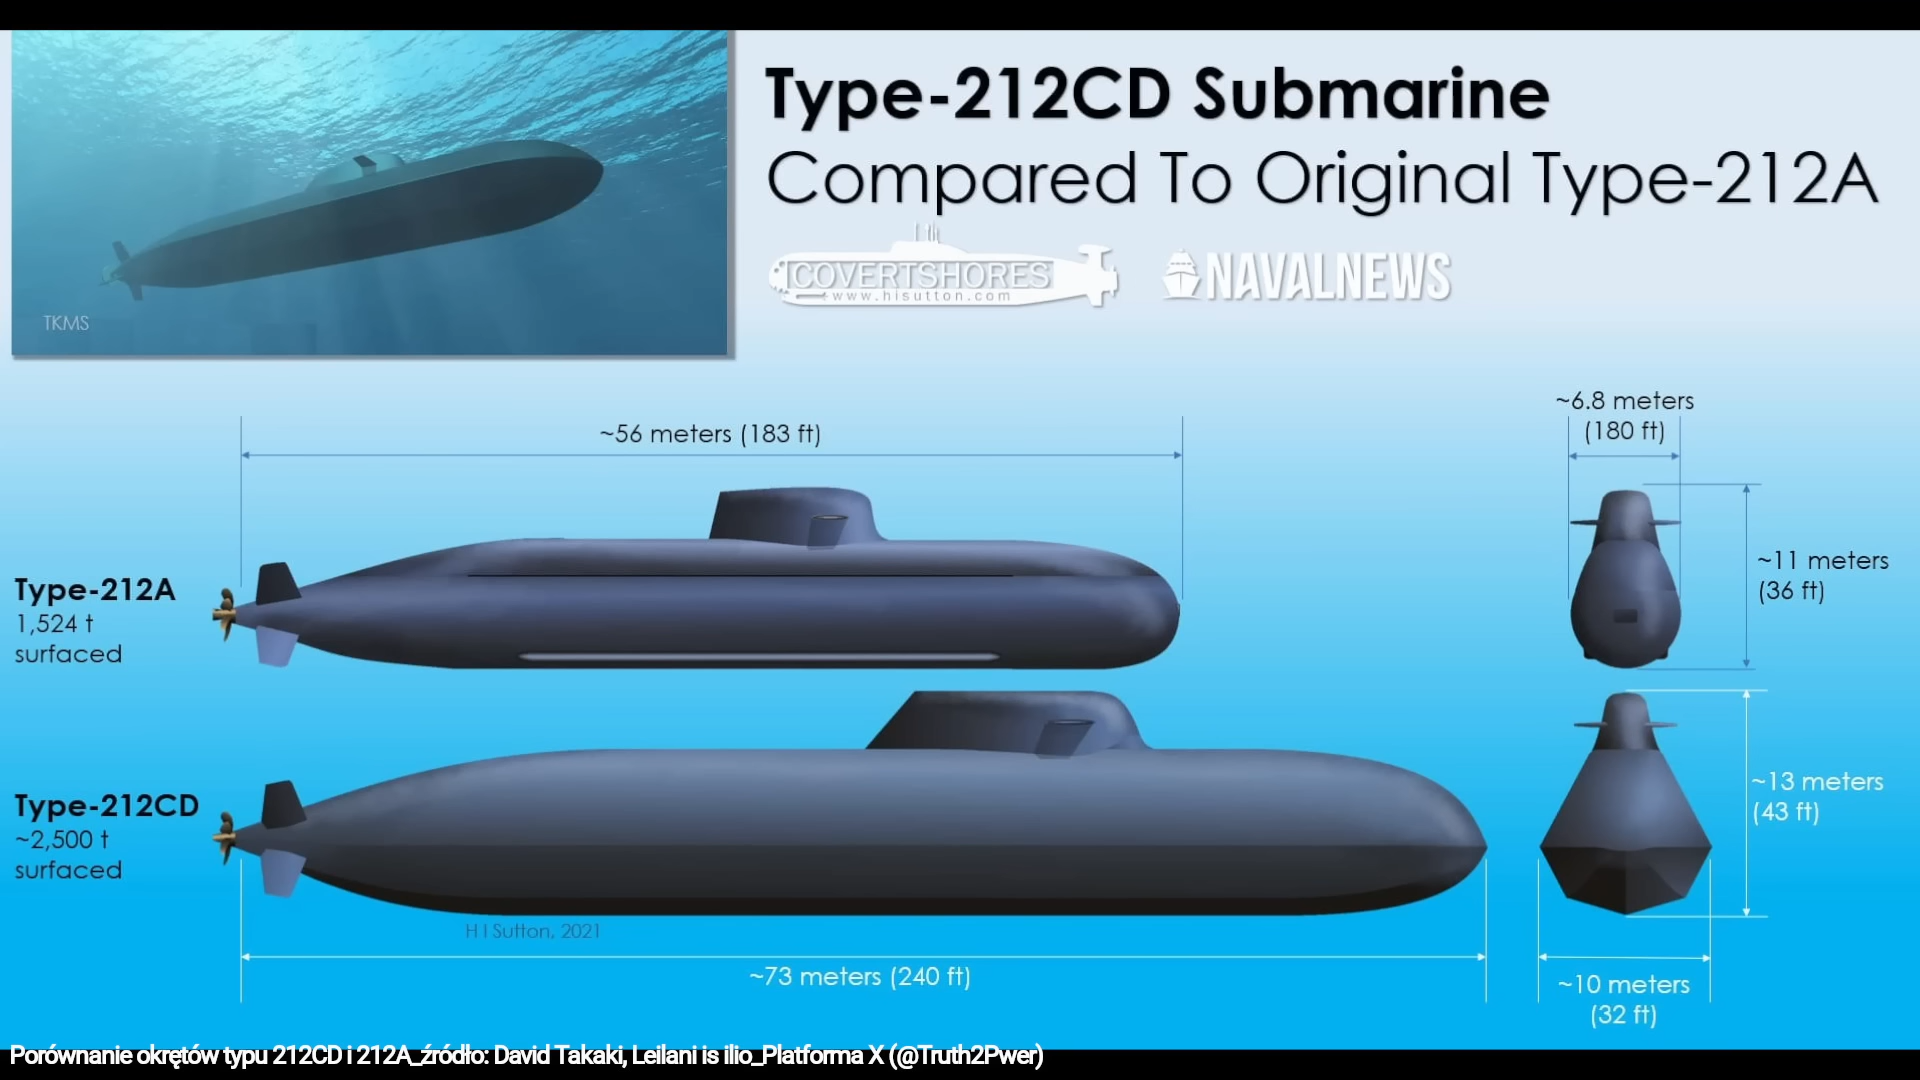 Type-212CD Submarine
Compared To Original Type-212A
COVERTSHORES
www.hisutton.com
NAVALNEWS
TKMS
~56 meters (183 ft)
~6.8 meters
(180 ft)
~11 meters
(36 ft)
Type-212A
1,524 t
surfaced
Type-212CD
~2,500 t
surfaced
~13 meters
(43 ft)
H I Sutton, 2021
~73 meters (240 ft)
~10 meters
(32 ft)
Porównanie okrętów typu 212CD i 212A_źródło: David Takaki, Leilani is ilio_Platforma X (@Truth2Pwer)